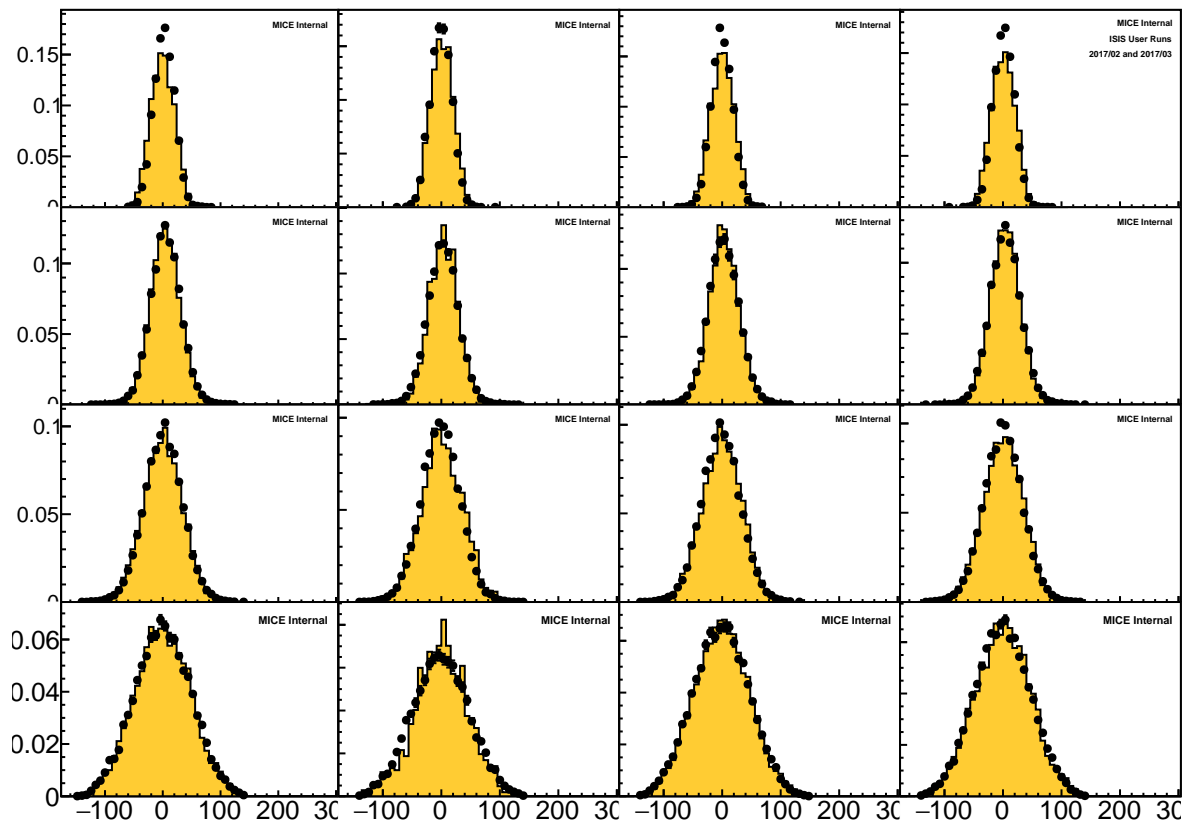 MICE Internal MICE Internal MICE Internal MICE Internal
ISIS User Runs
2017/02 and 2017/03
0.15
0.1
0.05
MICE Internal MICE Internal MICE Internal MICE Internal
0.1
0.05
MICE Internal MICE Internal MICE Internal MICE Internal
0.1
0.05
MICE Internal MICE Internal MICE Internal MICE Internal
0.06
0.04
0.02
0
−100 0 100 200 −100 0 100 200 −100 0 100 200 −100 0 100 200